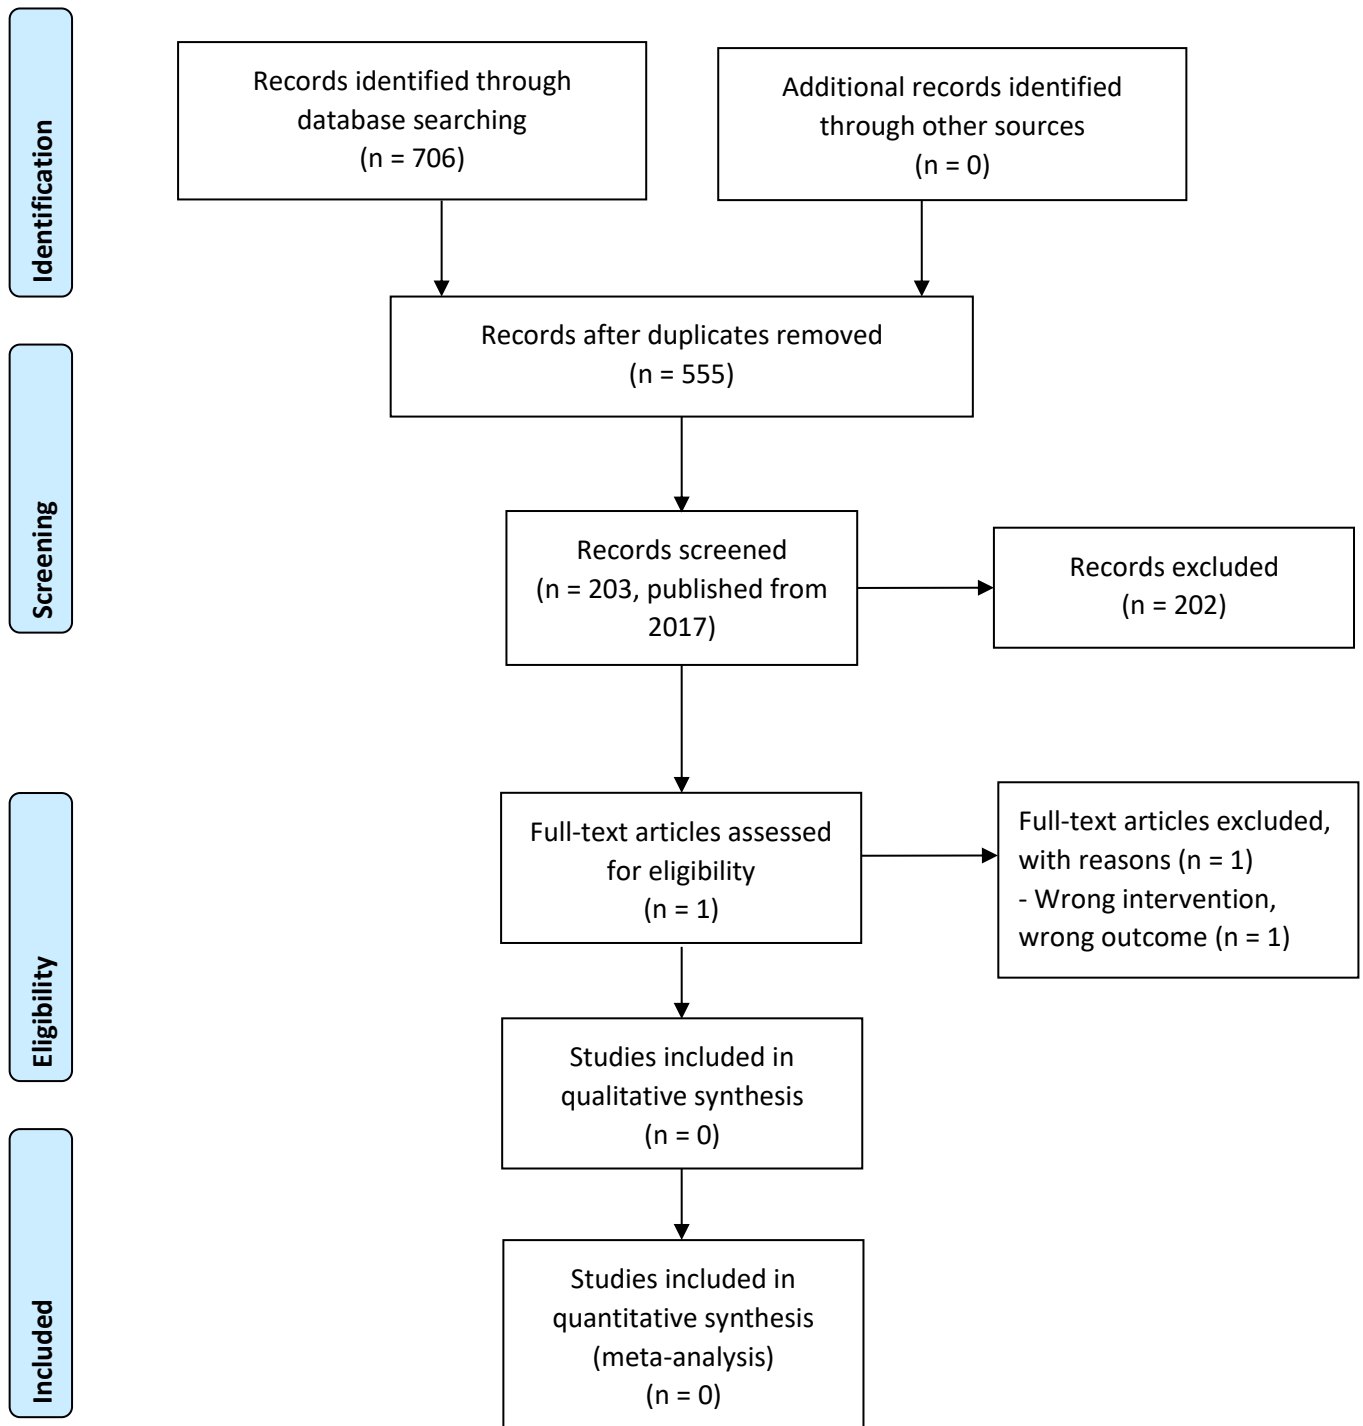 Identification
Records identified through
database searching
(n = 706)
Additional records identified
through other sources
(n = 0)
Records after duplicates removed
(n = 555)
Screening
Records screened
(n = 203, published from
2017)
Records excluded
(n = 202)
Eligibility
Full-text articles assessed
for eligibility
(n = 1)
Full-text articles excluded,
with reasons (n = 1)
- Wrong intervention,
wrong outcome (n = 1)
Studies included in
qualitative synthesis
(n = 0)
Included
Studies included in
quantitative synthesis
(meta-analysis)
(n = 0)